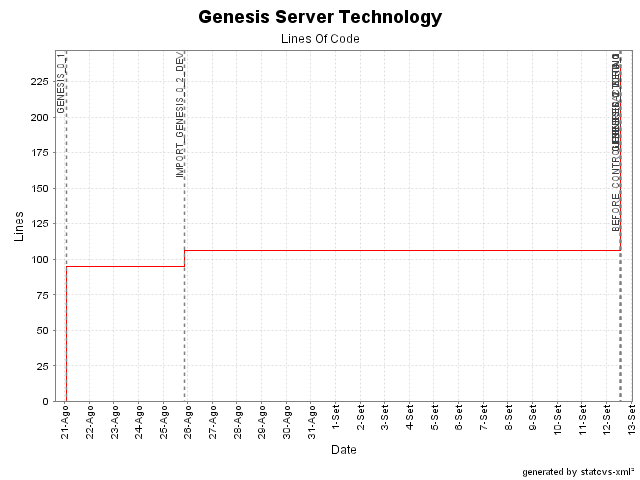 Genesis Server Technology
Lines Of Code
GENESIS_0_1
IMPORT_GENESIS_0_2_DEV
Lines
225
200
175
150
125
100
75
50
25
0
21-Ago
22-Ago
23-Ago
24-Ago
25-Ago
26-Ago
27-Ago
28-Ago
29-Ago
30-Ago
31-Ago
1-Set
2-Set
3-Set
4-Set
5-Set
6-Set
7-Set
8-Set
9-Set
10-Set
11-Set
12-Set
13-Set
Date
generated by statcvs-xml²